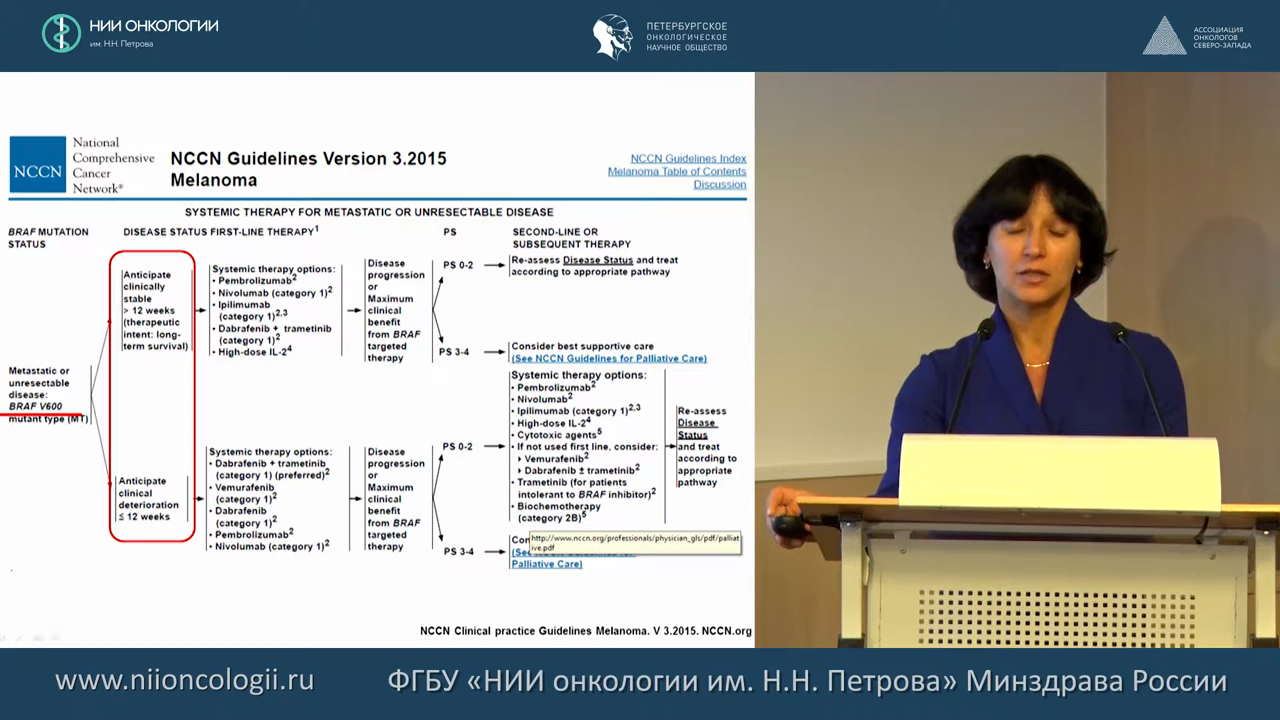 НИИ ОНКОЛОГИИ
им. Н.Н. Петрова
ПЕТЕРБУРГСКОЕ
ОНКОЛОГИЧЕСКОЕ
НАУЧНОЕ ОБЩЕСТВО
АССОЦИАЦИЯ
ОНКОЛОГОВ
СЕВЕРО-ЗАПАДА
NCCN
National
Comprehensive
Cancer
Network®
NCCN Guidelines Version 3.2015
Melanoma
NCCN Guidelines Index
Melanoma Table of Contents
Discussion
SYSTEMIC THERAPY FOR METASTATIC OR UNRESECTABLE DISEASE
BRAF MUTATION
STATUS
DISEASE STATUS FIRST-LINE THERAPY1
PS
SECOND-LINE OR
SUBSEQUENT THERAPY
Metastatic or
unresectable
disease:
BRAF V600
mutant type (MT)
Anticipate
clinically
stable
> 12 weeks
(therapeutic
intent: long-
term survival)
Systemic therapy options:
• Pembrolizumab2
• Nivolumab (category 1)2
• Ipilimumab
(category 1)2,3
• Dabrafenib + trametinib
(category 1)2
• High-dose IL-24
Disease
progression
or
Maximum
clinical
benefit
from BRAF
targeted
therapy
PS 0-2
Re-assess Disease Status and treat
according to appropriate pathway
PS 3-4
Consider best supportive care
(See NCCN Guidelines for Palliative Care)
Anticipate
clinical
deterioration
≤ 12 weeks
Systemic therapy options:
• Dabrafenib + trametinib
(category 1) (preferred)2
• Vemurafenib
(category 1)2
• Dabrafenib
(category 1)2
• Pembrolizumab2
• Nivolumab (category 1)2
Disease
progression
or
Maximum
clinical
benefit
from BRAF
targeted
therapy
PS 0-2
Systemic therapy options:
• Pembrolizumab2
• Nivolumab2
• Ipilimumab (category 1)2,3
• High-dose IL-24
• Cytotoxic agents5
• If not used first line, consider:
Vemurafenib2
Dabrafenib ± trametinib2
• Trametinib (for patients
intolerant to BRAF inhibitor)2
• Biochemotherapy
(category 2B)5
Re-assess
Disease
Status
and treat
according to
appropriate
pathway
PS 3-4
http://www.nccn.org/professionals/physician_gls/pdf/palliat
ive.pdf
Palliative Care)
NCCN Clinical practice Guidelines Melanoma. V 3.2015. NCCN.org
www.niioncologii.ru
ФГБУ «НИИ онкологии им. Н.Н. Петрова» Минздрава России